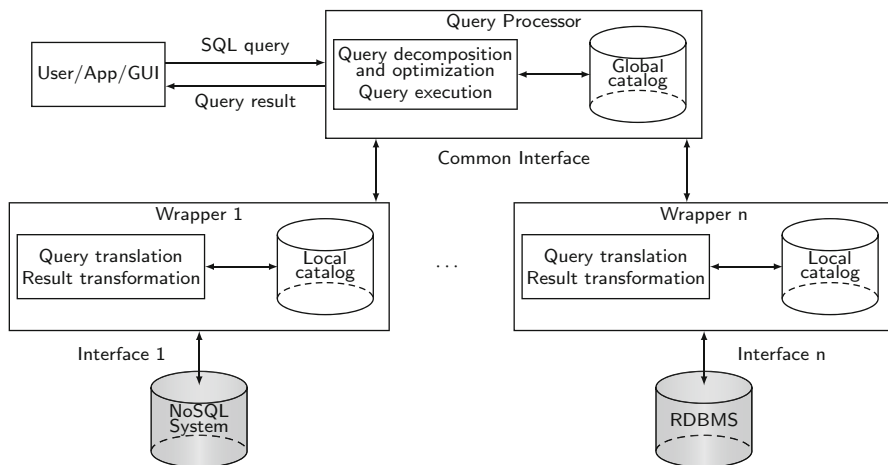 Query Processor
SQL query
User/App/GUI
Query result
Query decomposition
and optimization
Query execution
Global
catalog
Common Interface
Wrapper 1
Query translation
Result transformation
Local
catalog
. . .
Wrapper n
Query translation
Result transformation
Local
catalog
Interface 1
Interface n
NoSQL
System
RDBMS